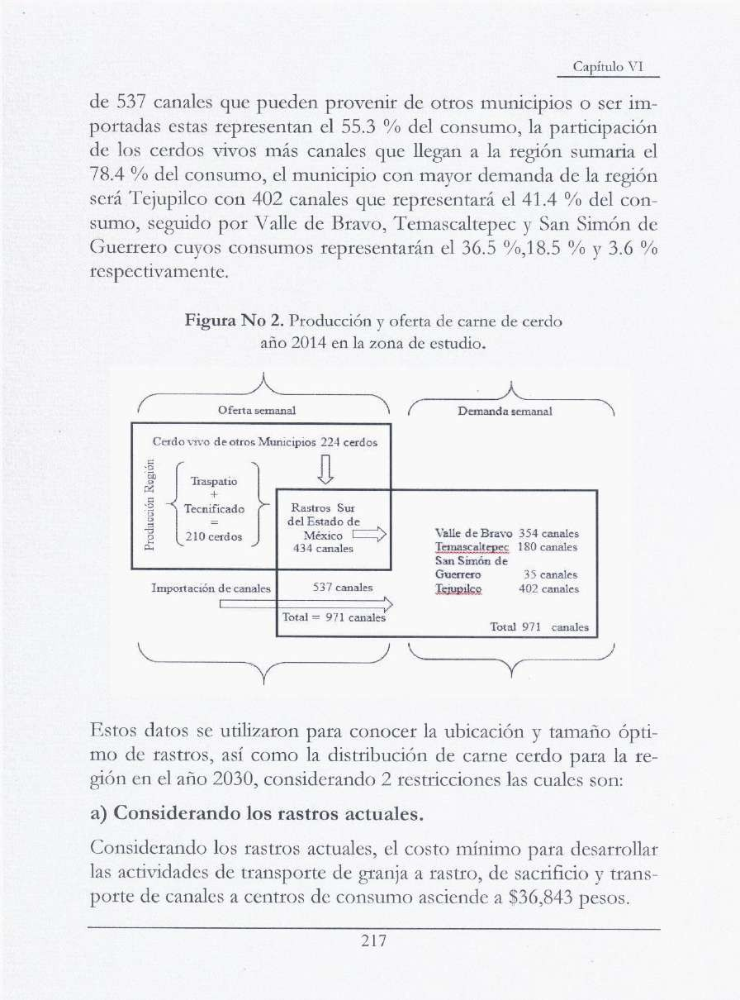 Capítulo VI
de 537 canales que pueden provenir de otros municipios o ser im-
portadas estas representan el 55.3 % del consumo, la participación
de los cerdos vivos más canales que llegan a la región sumaria el
78.4 % del consumo, el municipio con mayor demanda de la región
será Tejupilco con 402 canales que representará el 41.4 % del con-
sumo, seguido por Valle de Bravo, Temascaltepec y San Simón de
Guerrero cuyos consumos representarán el 36.5 %,18.5 % y 3.6 %
respectivamente.
Figura No 2. Producción y oferta de carne de cerdo
año 2014 en la zona de estudio.
Oferta semanal
Demanda semanal
Cerdo vivo de otros Municipios 224 cerdos
Producción Región
Traspatio
+
Tecnificado
=
210 cerdos
Rastros Sur
del Estado de
México
434 canales
Valle de Bravo 354 canales
Temascaltepec 180 canales
San Simón de
Guerrero 35 canales
Tejupilco 402 canales
Importación de canales 537 canales
Total = 971 canales
Total 971 canales
Estos datos se utilizaron para conocer la ubicación y tamaño ópti-
mo de rastros, así como la distribución de carne cerdo para la re-
gión en el año 2030, considerando 2 restricciones las cuales son:
a) Considerando los rastros actuales.
Considerando los rastros actuales, el costo mínimo para desarrollar
las actividades de transporte de granja a rastro, de sacrificio y trans-
porte de canales a centros de consumo asciende a $36,843 pesos.
217